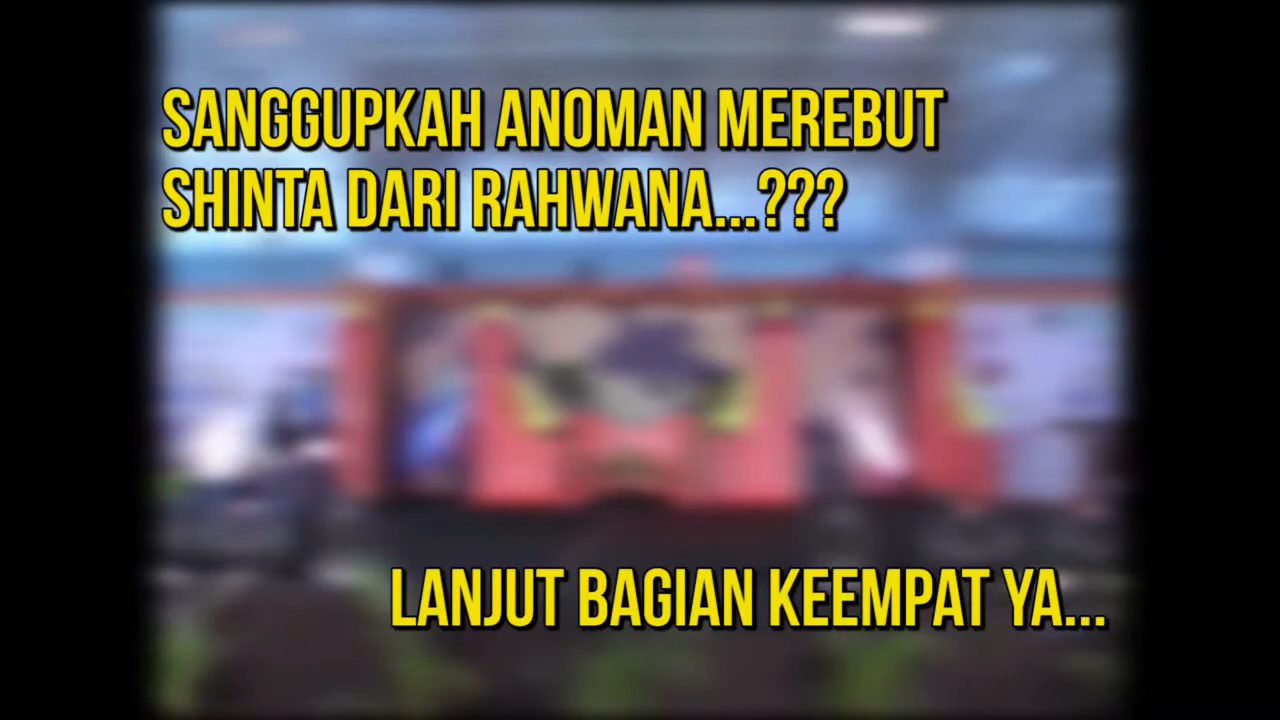 SANGGUPKAH ANOMAN MEREBUT
SHINTA DARI RAHWANA...???
LANJUT BAGIAN KEEMPAT YA...